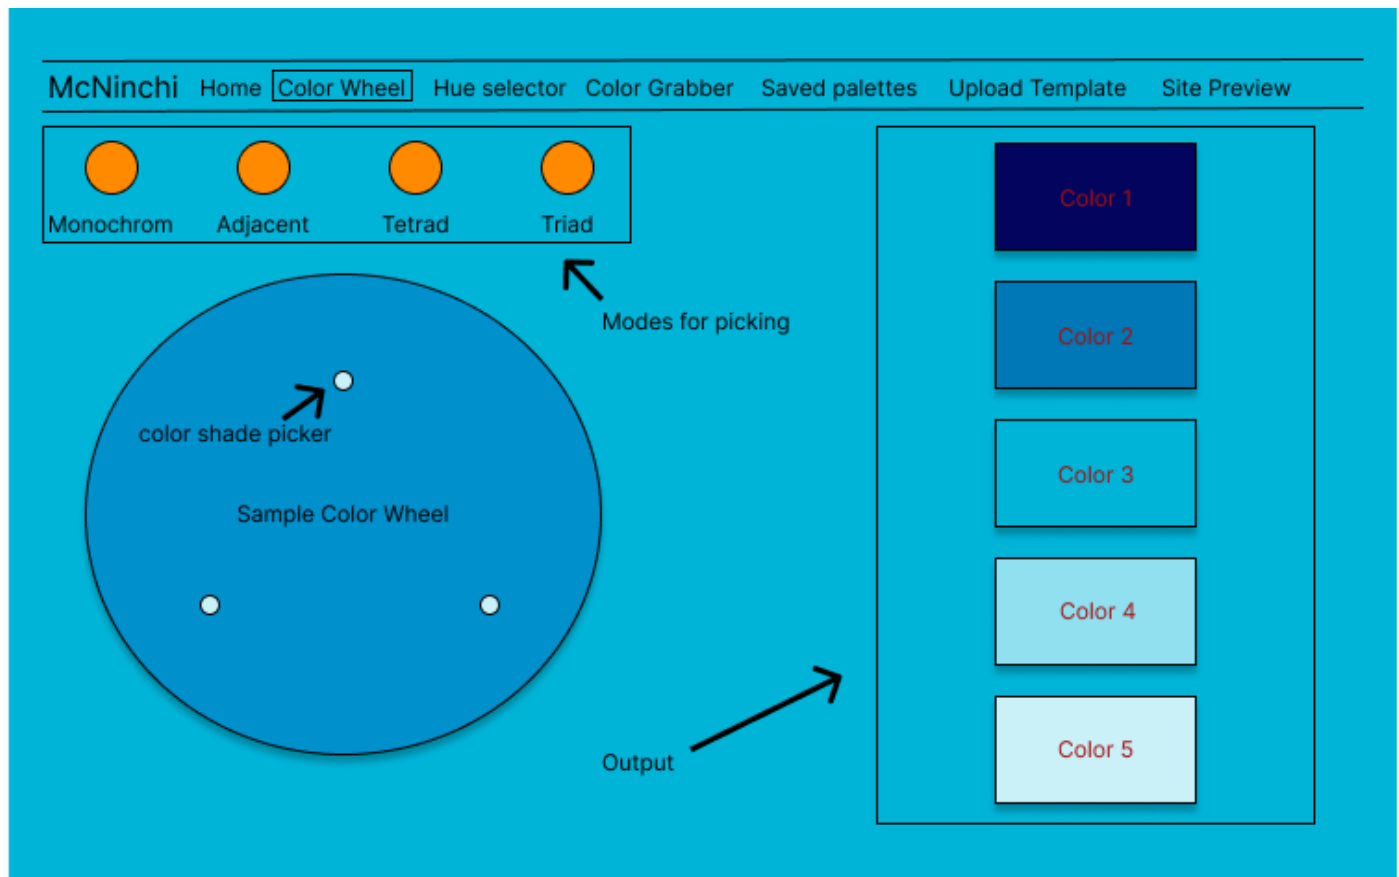 McNinchi Home Color Wheel Hue selector Color Grabber Saved palettes Upload Template Site Preview
Monochrom Adjacent Tetrad Triad
Modes for picking
color shade picker
Sample Color Wheel
Output
Color 1
Color 2
Color 3
Color 4
Color 5